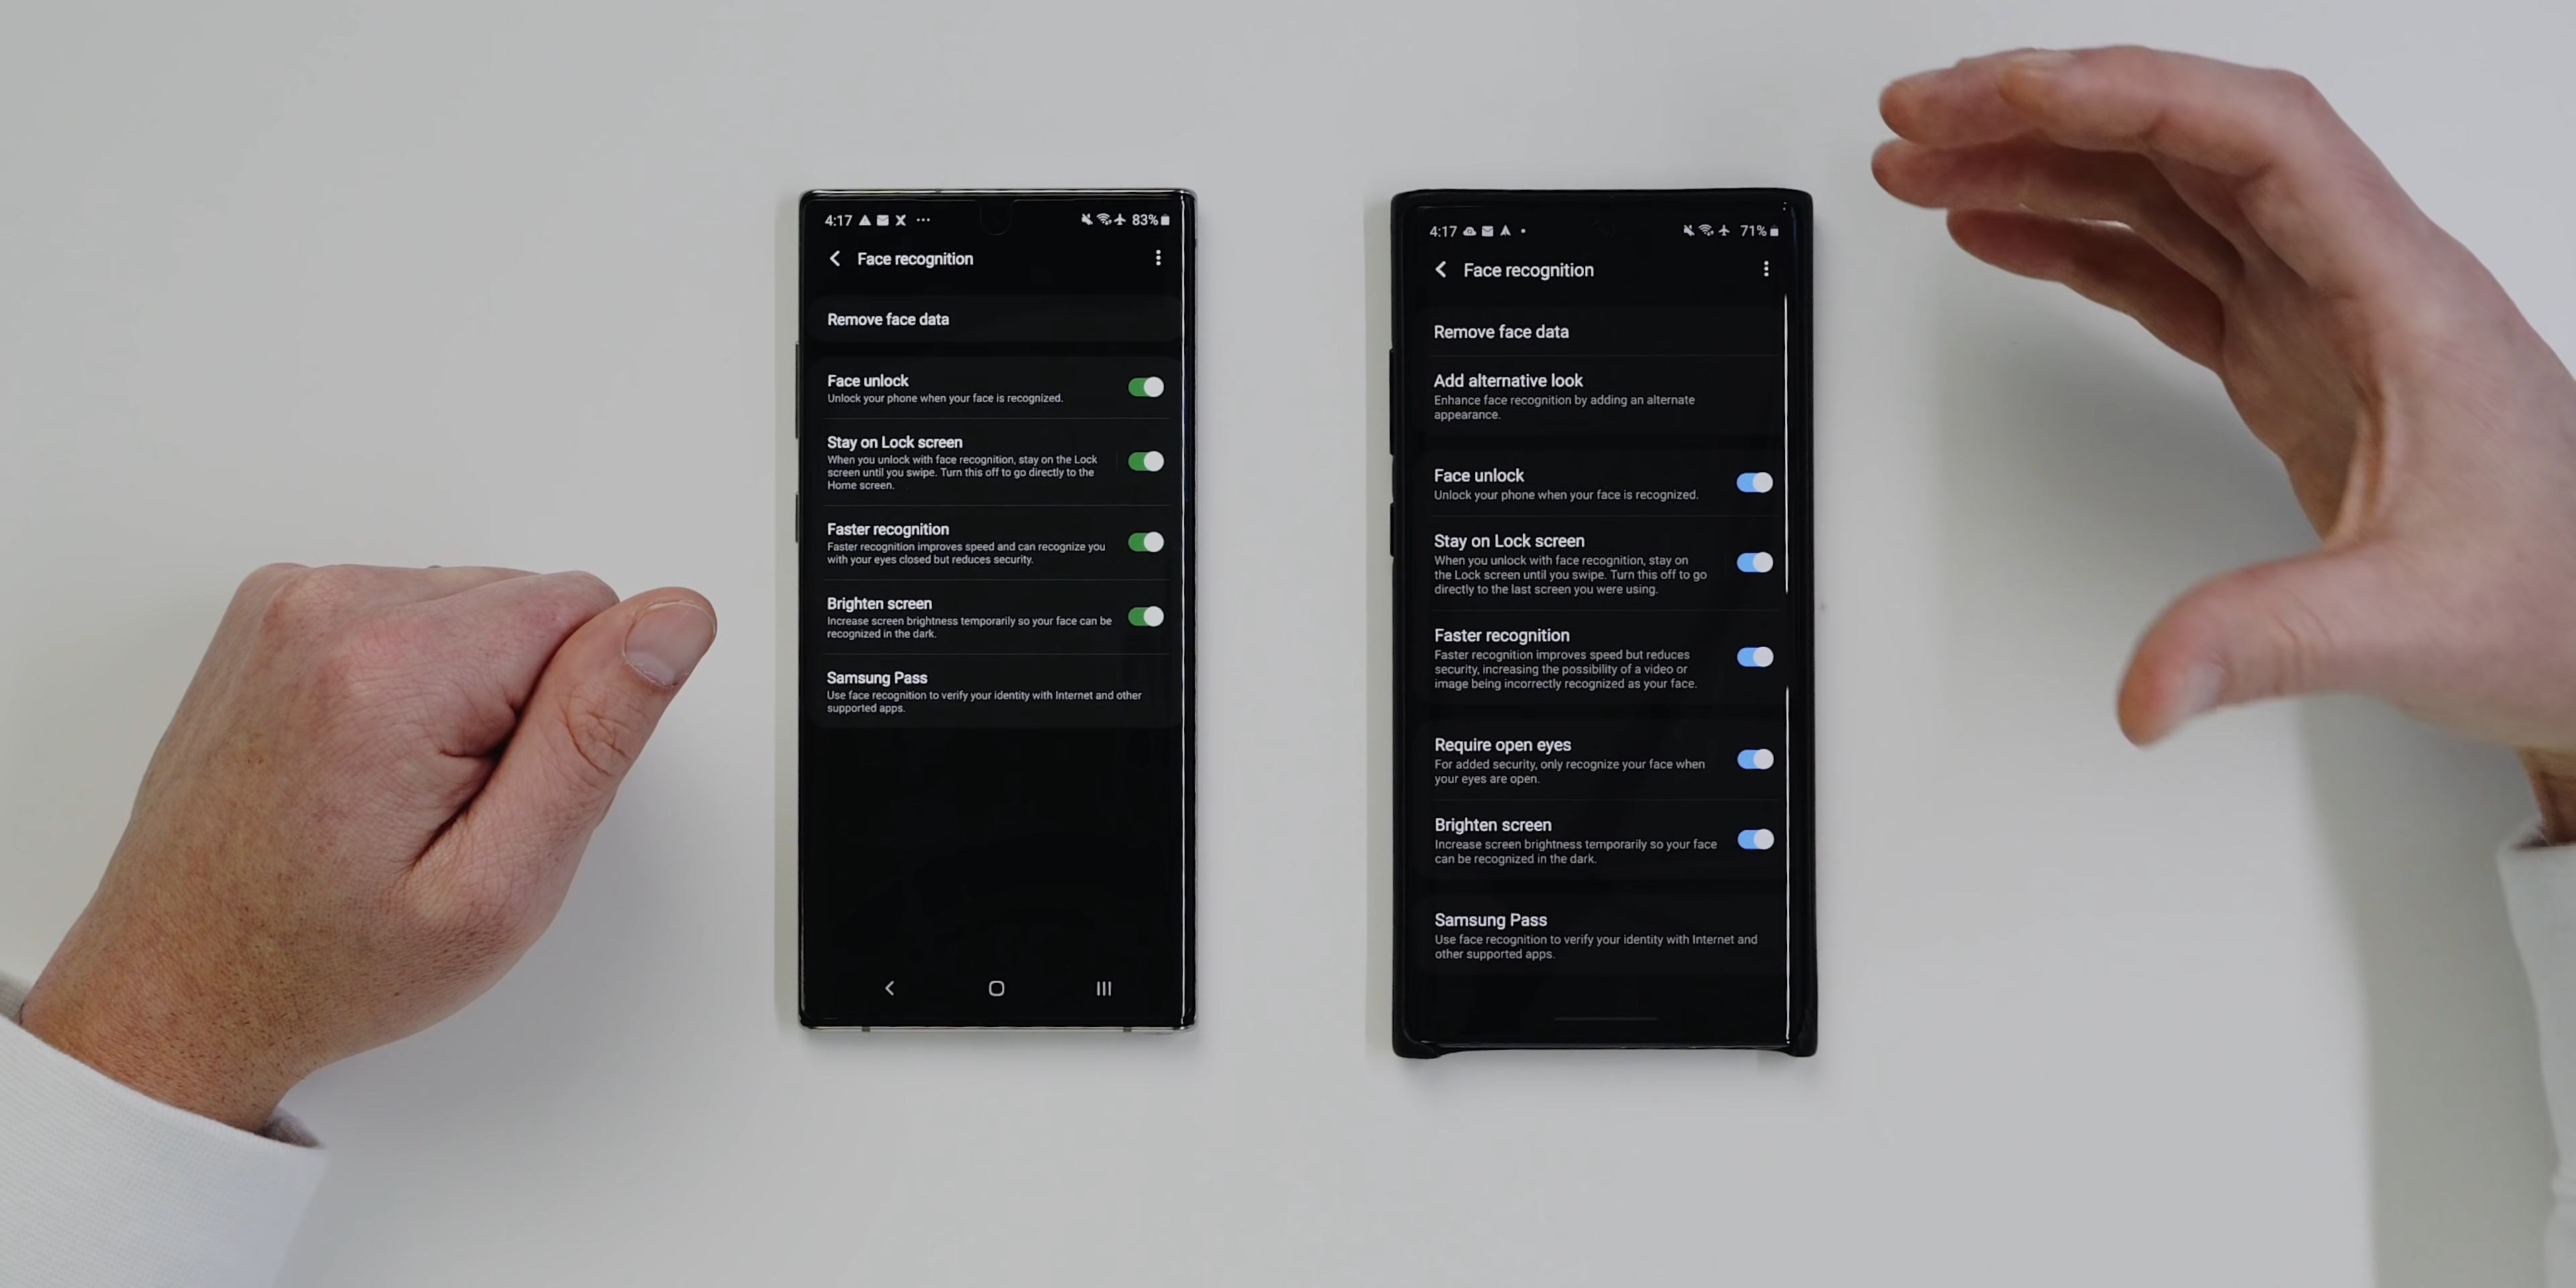 4:17
83%
Face recognition
Remove face data
Face unlock
Unlock your phone when your face is recognized.
Stay on Lock screen
When you unlock with face recognition, stay on the Lock
screen until you swipe. Turn this off to go directly to the
Home screen.
Faster recognition
Faster recognition improves speed and can recognize you
with your eyes closed but reduces security.
Brighten screen
Increase screen brightness temporarily so your face can be
recognized in the dark.
Samsung Pass
Use face recognition to verify your identity with Internet and other
supported apps.
4:17
71%
Face recognition
Remove face data
Add alternative look
Enhance face recognition by adding an alternate
appearance.
Face unlock
Unlock your phone when your face is recognized.
Stay on Lock screen
When you unlock with face recognition, stay on
the Lock screen until you swipe. Turn this off to go
directly to the last screen you were using.
Faster recognition
Faster recognition improves speed but reduces
security, increasing the possibility of a video or
image being incorrectly recognized as your face.
Require open eyes
For added security, only recognize your face when
your eyes are open.
Brighten screen
Increase screen brightness temporarily so your face
can be recognized in the dark.
Samsung Pass
Use face recognition to verify your identity with Internet and
other supported apps.